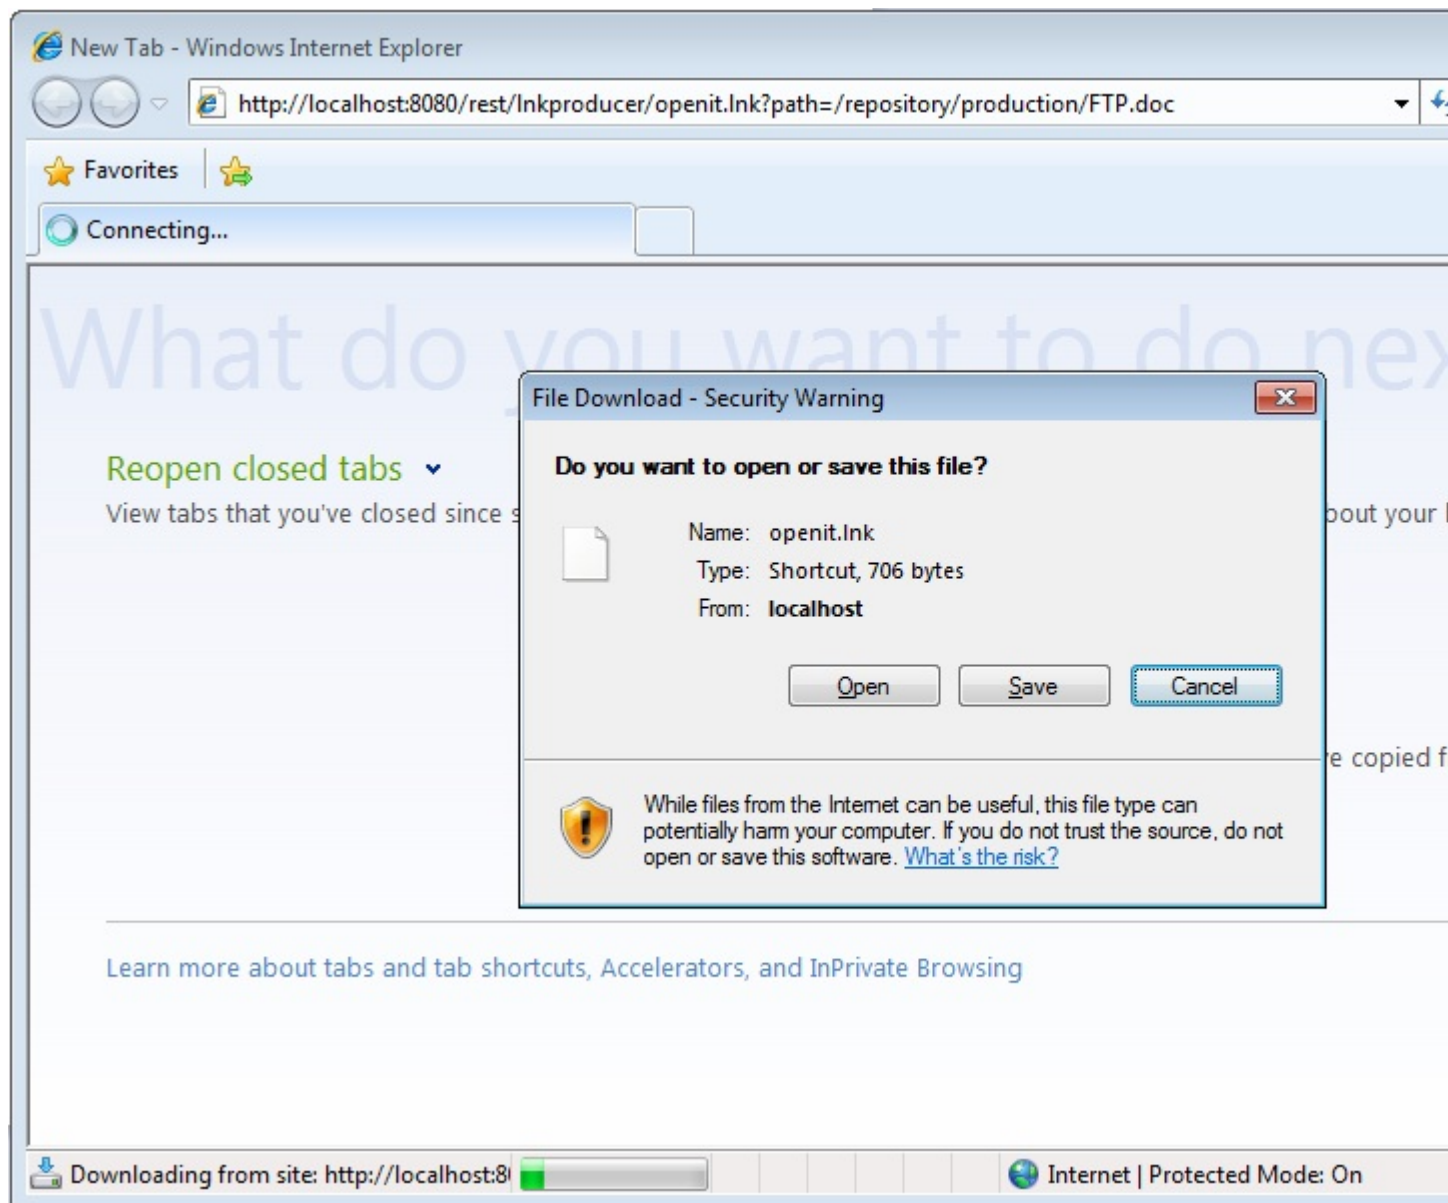 New Tab - Windows Internet Explorer
http://localhost:8080/rest/lnkproducer/openit.lnk?path=/repository/production/FTP.doc
Favorites
Connecting...
What do you want to do nex
File Download - Security Warning
Do you want to open or save this file?
Reopen closed tabs
View tabs that you've closed since s
bout your
Name: openit.lnk
Type: Shortcut, 706 bytes
From: localhost
Open Save Cancel
e copied f
While files from the Internet can be useful, this file type can
potentially harm your computer. If you do not trust the source, do not
open or save this software. What's the risk?
Learn more about tabs and tab shortcuts, Accelerators, and InPrivate Browsing
Downloading from site: http://localhost:80 Internet | Protected Mode: On